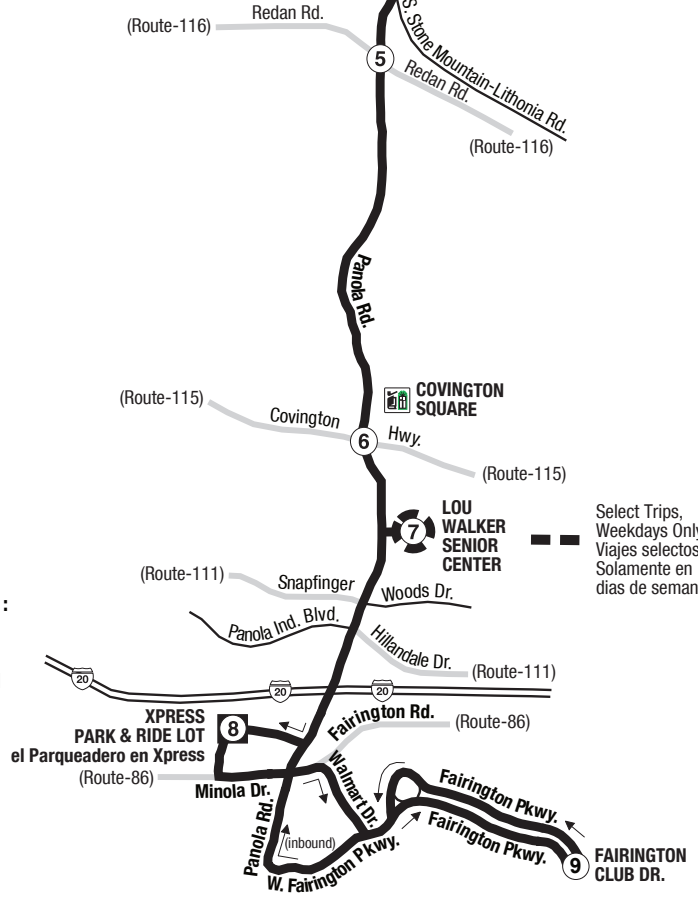 Redan Rd.
(Route-116)
S. Stone Mountain-Lithonia Rd.
5
Redan Rd.
(Route-116)
Panola Rd.
COVINGTON
SQUARE
(Route-115)
Covington
6
Hwy.
(Route-115)
LOU
WALKER
SENIOR
CENTER
7
Select Trips,
Weekdays Only
Viajes selectos
Solamente en
dias de seman
(Route-111)
Snapfinger
Woods Dr.
:
Panola Ind. Blvd.
Hillandale Dr.
(Route-111)
20
20
20
XPRESS
PARK & RIDE LOT
el Parqueadero en Xpress
8
Fairington Rd.
(Route-86)
(Route-86)
Minola Dr.
Walmart Dr.
Fairington Pkwy.
Fairington Pkwy.
Panola Rd.
(inbound)
W. Fairington Pkwy.
9
FAIRINGTON
CLUB DR.